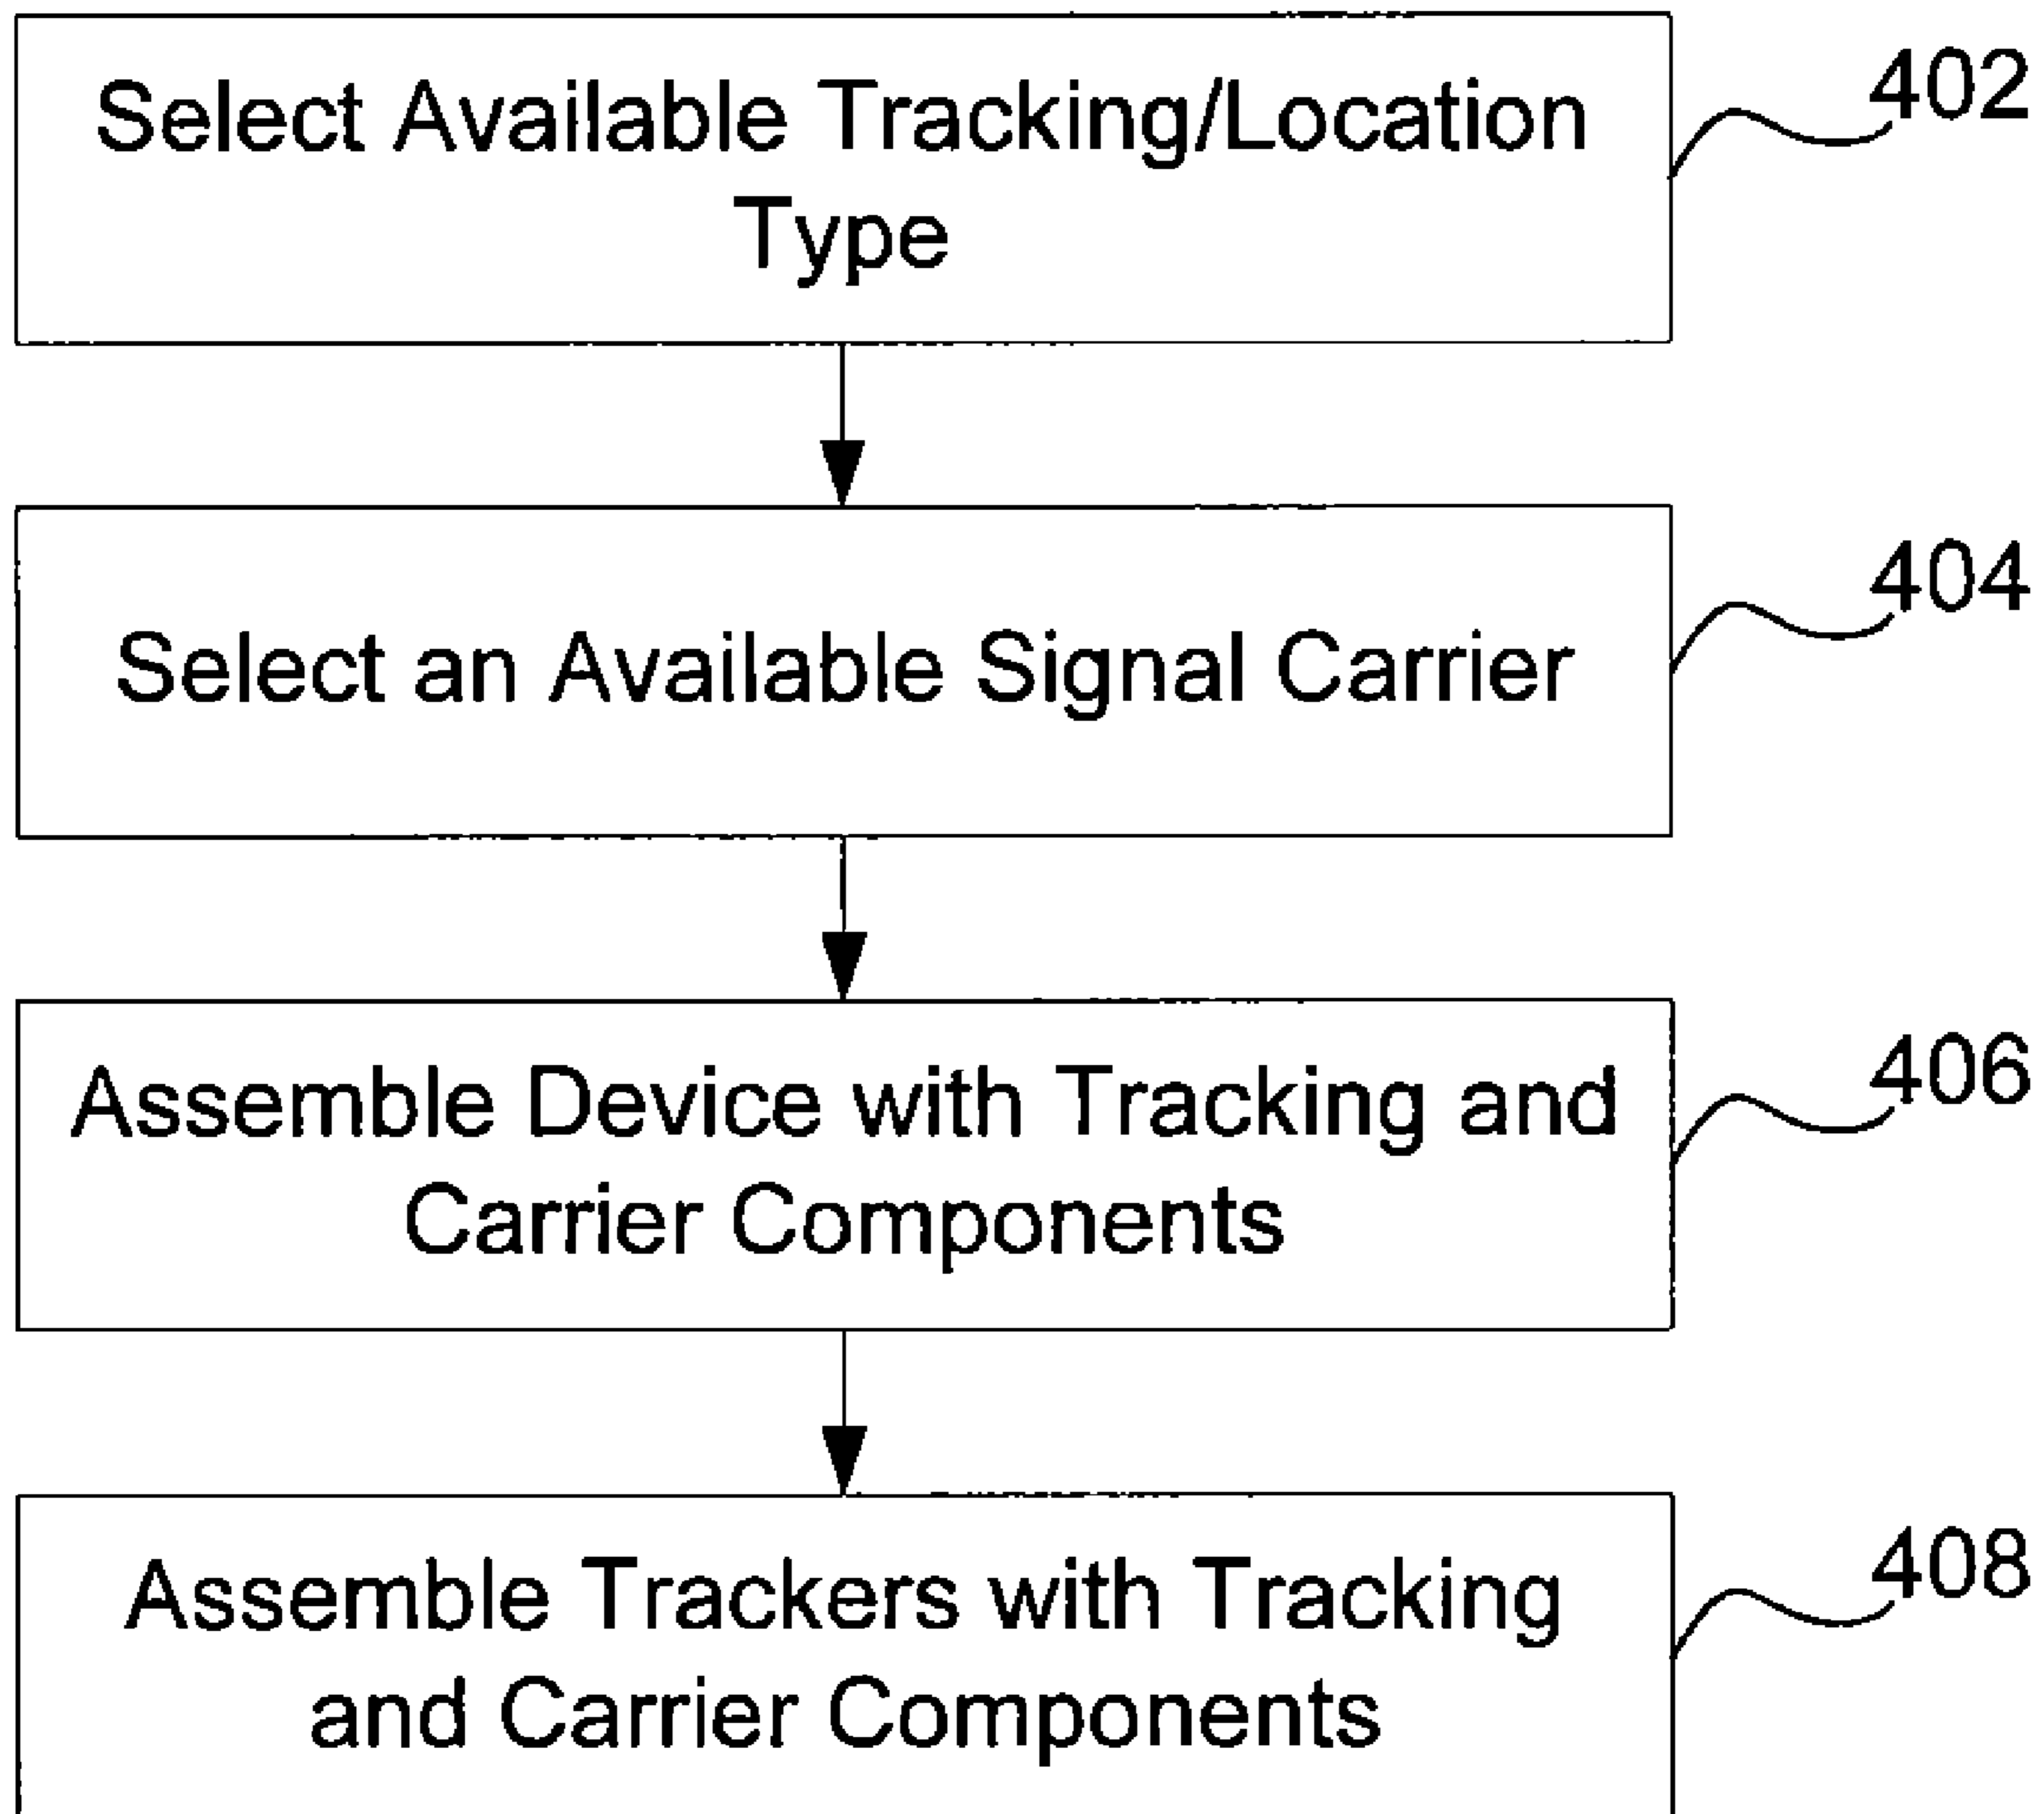 Select Available Tracking/Location
Type
402
Select an Available Signal Carrier
404
Assemble Device with Tracking and
Carrier Components
406
Assemble Trackers with Tracking
and Carrier Components
408